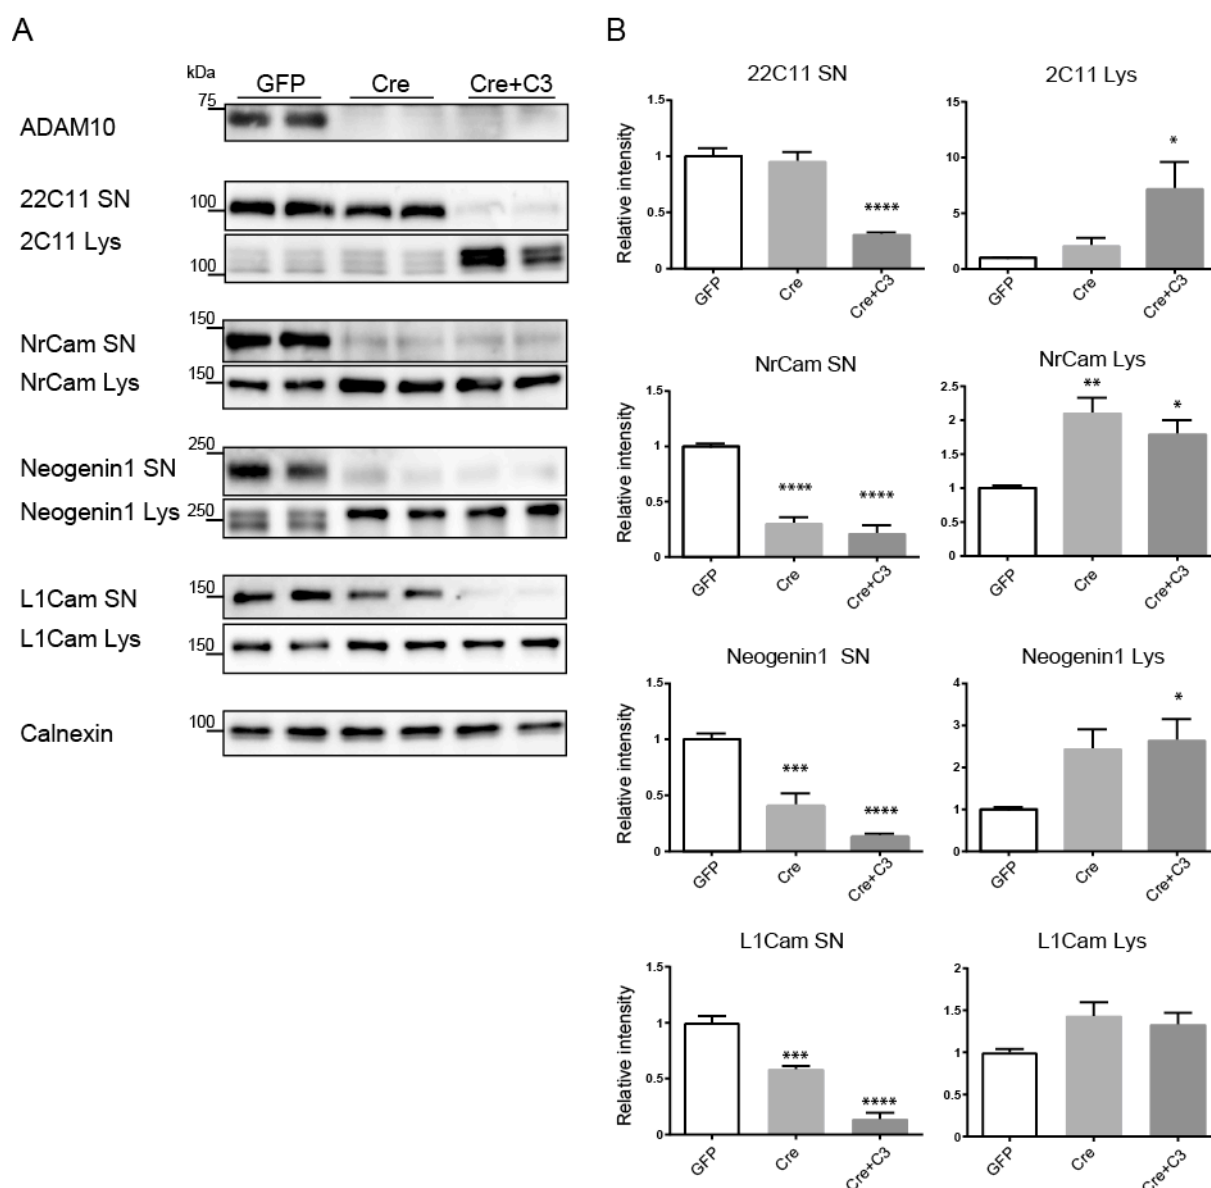 A
kDa
GFP Cre Cre+C3
75
ADAM10
22C11 SN
100
2C11 Lys
100
150
NrCam SN
NrCam Lys
150
250
Neogenin1 SN
Neogenin1 Lys
250
L1Cam SN
150
L1Cam Lys
150
100
Calnexin
B
22C11 SN
Relative intensity
1.5
1
0.5
0
****
GFP Cre Cre+C3
2C11 Lys
15
10
5
0
*
GFP Cre Cre+C3
NrCam SN
Relative intensity
1.5
1
0.5
0
**** ****
GFP Cre Cre+C3
NrCam Lys
2.5
2
1.5
1
0.5
0
** *
GFP Cre Cre+C3
Neogenin1 SN
Relative intensity
1.5
1
0.5
0
*** ****
GFP Cre Cre+C3
Neogenin1 Lys
4
3
2
1
0
*
GFP Cre Cre+C3
L1Cam SN
Relative intensity
1.5
1
0.5
0
*** ****
GFP Cre Cre+C3
L1Cam Lys
2
1.5
1
0.5
0
GFP Cre Cre+C3